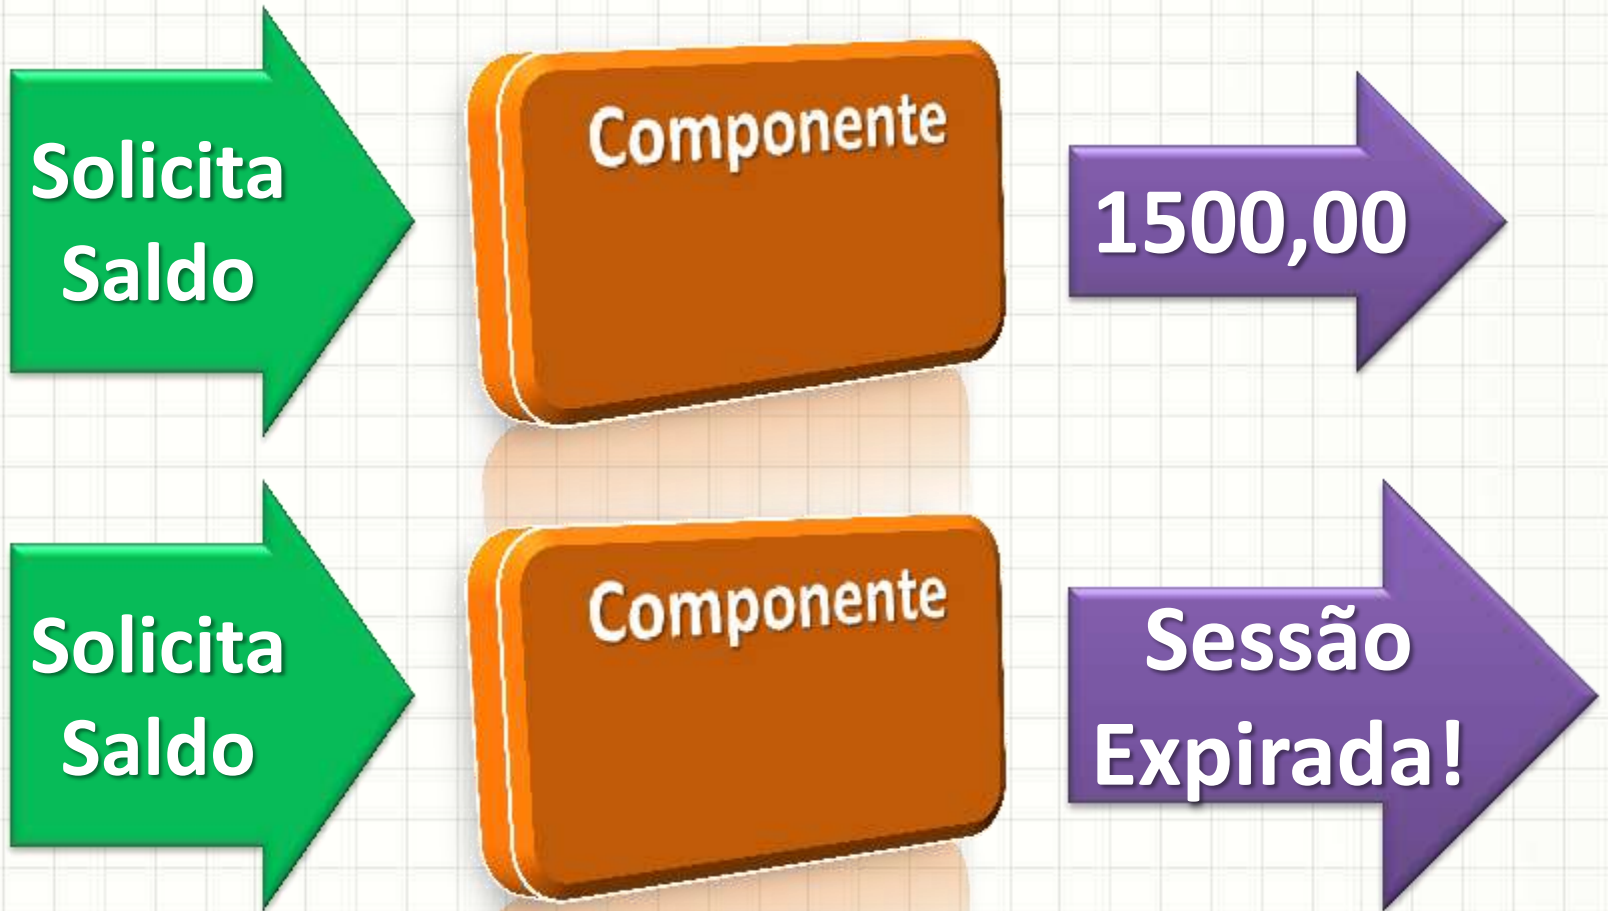 Solicita
Saldo
Componente
1500,00
Solicita
Saldo
Componente
Sessão
Expirada!